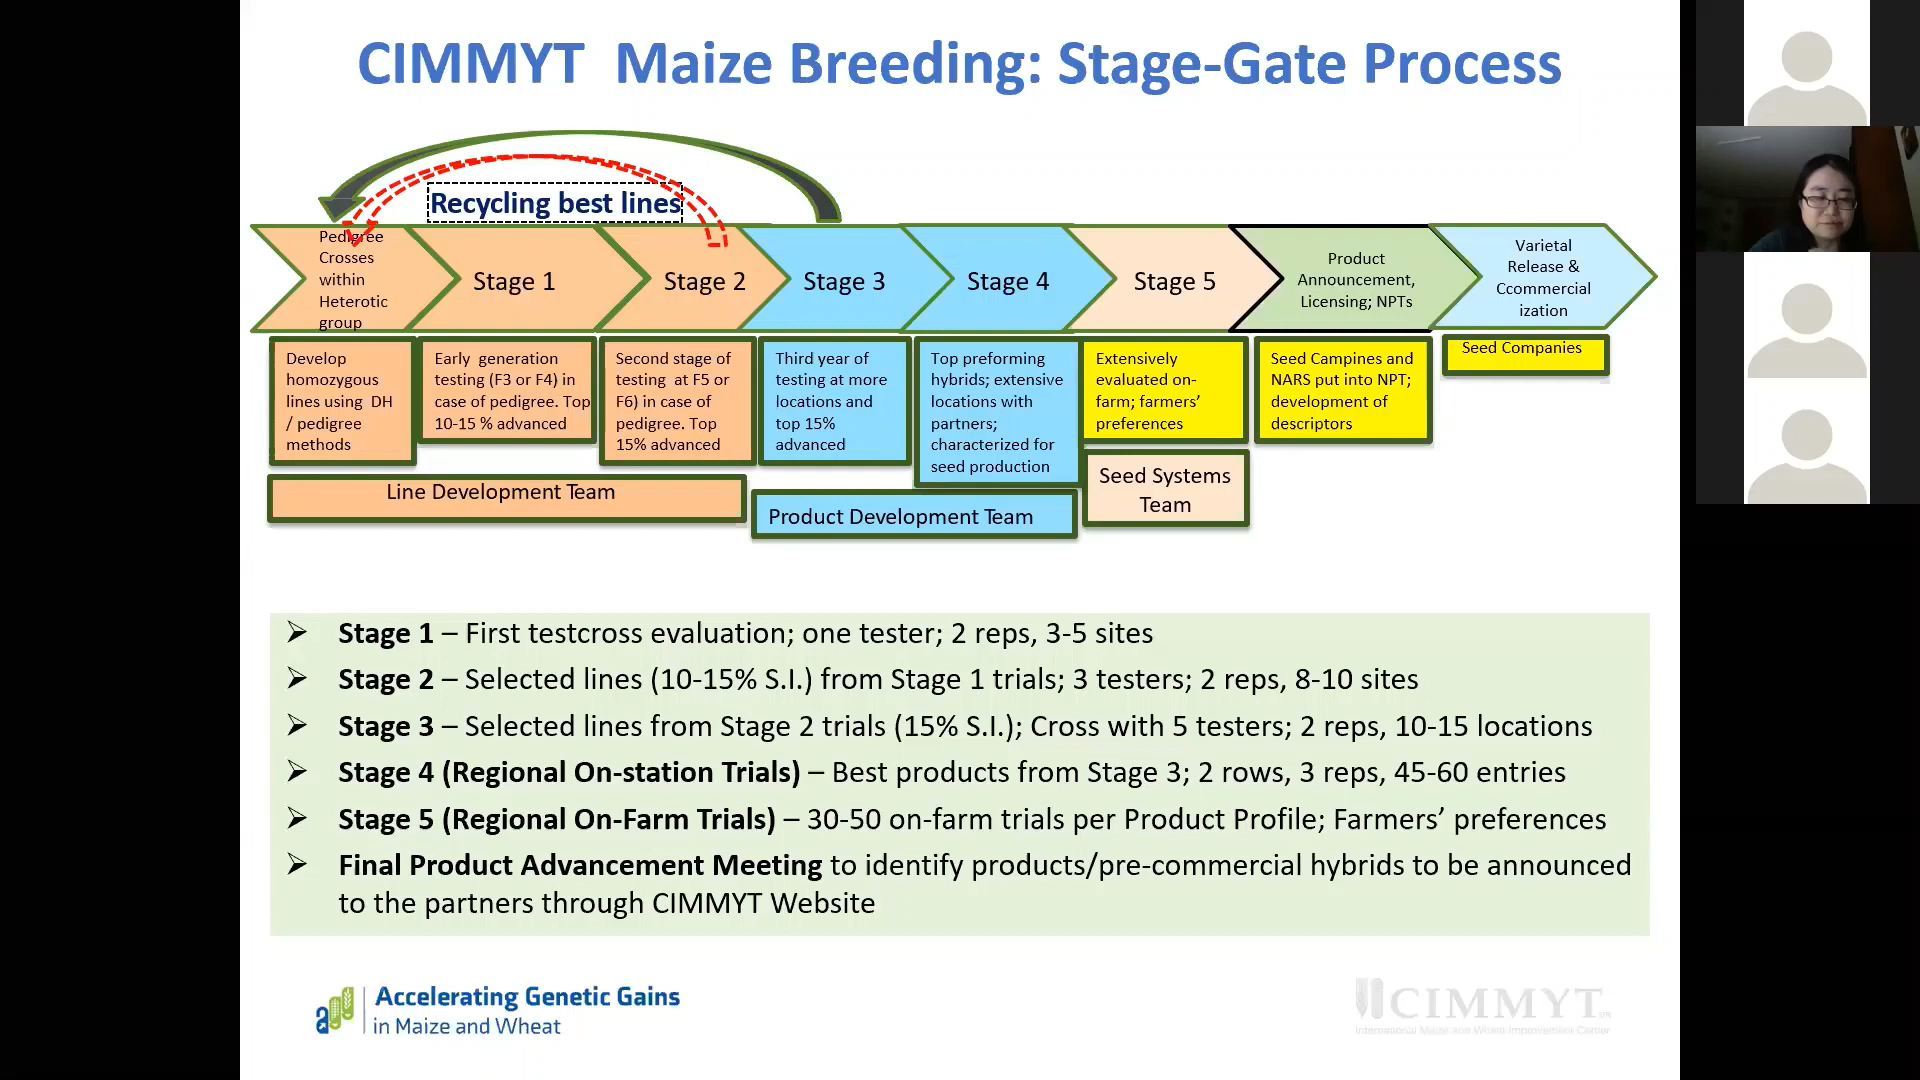 CIMMYT Maize Breeding: Stage-Gate Process
Recycling best lines
Pedigree
Crosses
within
Heterotic
group
Stage 1
Stage 2
Stage 3
Stage 4
Stage 5
Product
Announcement,
Licensing; NPTs
Varietal
Release &
Ccommercial
ization
Develop
homozygous
lines using DH
/ pedigree
methods
Early generation
testing (F3 or F4) in
case of pedigree. Top
10-15 % advanced
Second stage of
testing at F5 or
F6) in case of
pedigree. Top
15% advanced
Third year of
testing at more
locations and
top 15%
advanced
Top preforming
hybrids; extensive
locations with
partners;
characterized for
seed production
Extensively
evaluated on-
farm; farmers’
preferences
Seed Campines and
NARS put into NPT;
development of
descriptors
Seed Companies
Line Development Team
Product Development Team
Seed Systems
Team
➢ Stage 1 – First testcross evaluation; one tester; 2 reps, 3-5 sites
➢ Stage 2 – Selected lines (10-15% S.I.) from Stage 1 trials; 3 testers; 2 reps, 8-10 sites
➢ Stage 3 – Selected lines from Stage 2 trials (15% S.I.); Cross with 5 testers; 2 reps, 10-15 locations
➢ Stage 4 (Regional On-station Trials) – Best products from Stage 3; 2 rows, 3 reps, 45-60 entries
➢ Stage 5 (Regional On-Farm Trials) – 30-50 on-farm trials per Product Profile; Farmers’ preferences
➢ Final Product Advancement Meeting to identify products/pre-commercial hybrids to be announced
to the partners through CIMMYT Website
Accelerating Genetic Gains
in Maize and Wheat
CIMMYT
International Maize and Wheat Improvement Center